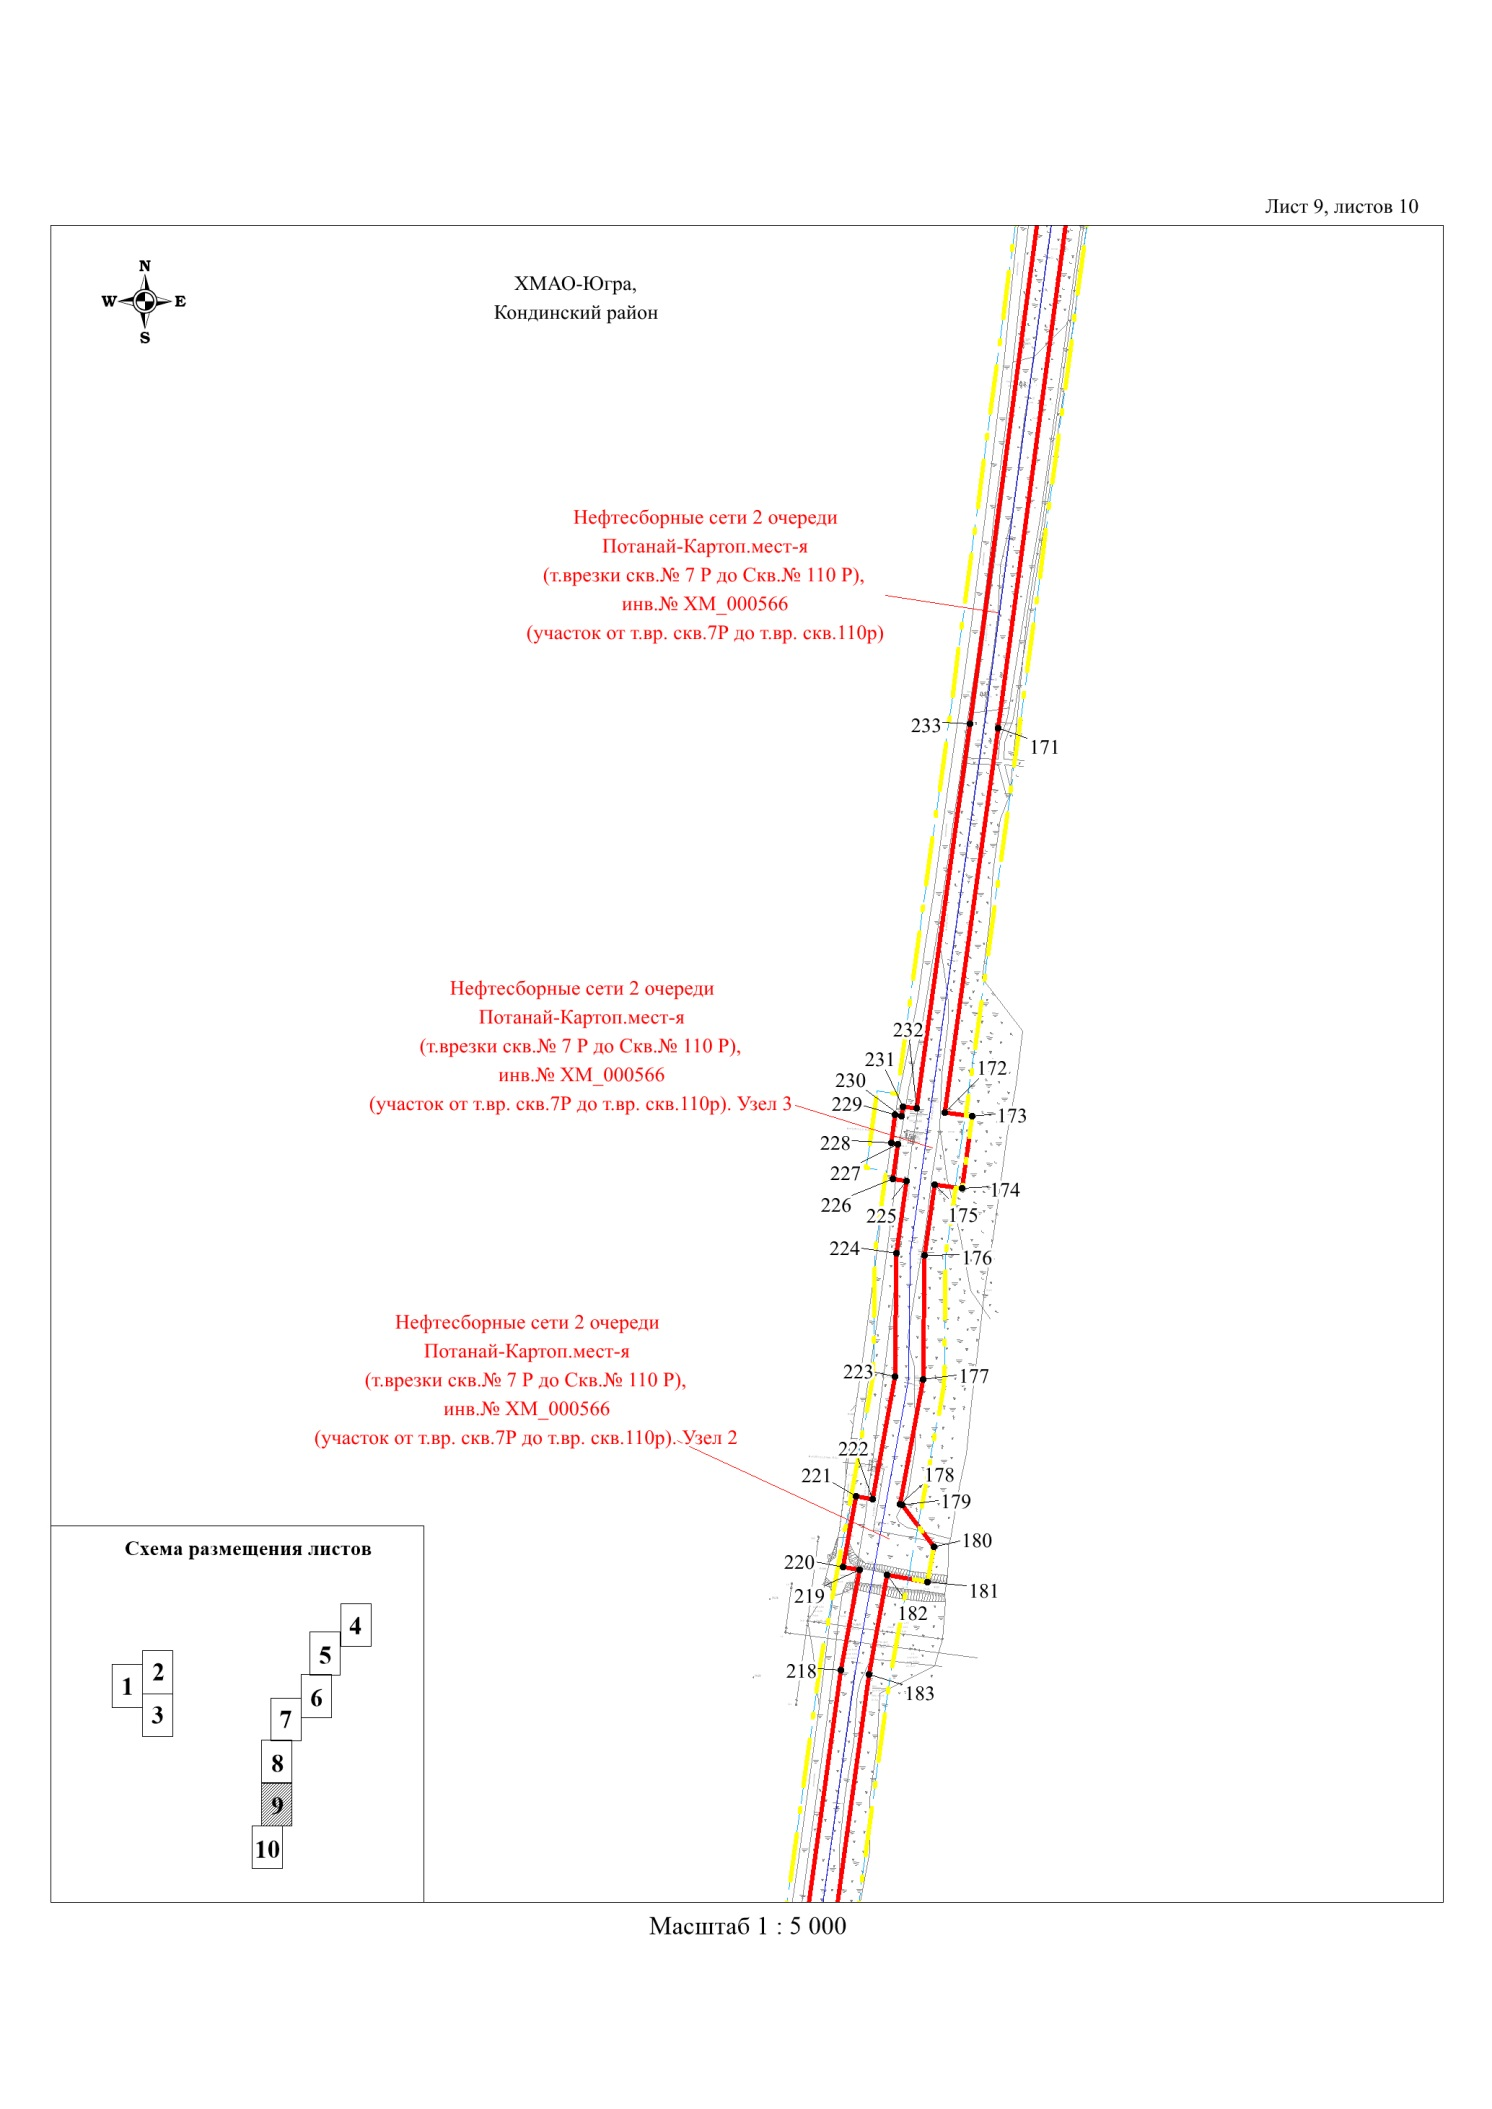 Лист 9, листов 10
N
W E
S
ХМАО-Югра,
Кондинский район
Нефтесборные сети 2 очереди
Потанай-Картоп.мест-я
(т.врезки скв.№ 7 Р до Скв.№ 110 Р),
инв.№ ХМ_000566
(участок от т.вр. скв.7Р до т.вр. скв.110р)
233
171
Нефтесборные сети 2 очереди
Потанай-Картоп.мест-я
(т.врезки скв.№ 7 Р до Скв.№ 110 Р),
инв.№ ХМ_000566
(участок от т.вр. скв.7Р до т.вр. скв.110р). Узел 3
232
231
172
230
229
173
228
227
174
226
225
175
224
176
Нефтесборные сети 2 очереди
Потанай-Картоп.мест-я
(т.врезки скв.№ 7 Р до Скв.№ 110 Р),
инв.№ ХМ_000566
(участок от т.вр. скв.7Р до т.вр. скв.110р). Узел 2
223
177
222
221
178
179
180
220
181
219
182
218
183
Схема размещения листов
4
5
2
1
6
3
7
8
9
10
Масштаб 1 : 5 000